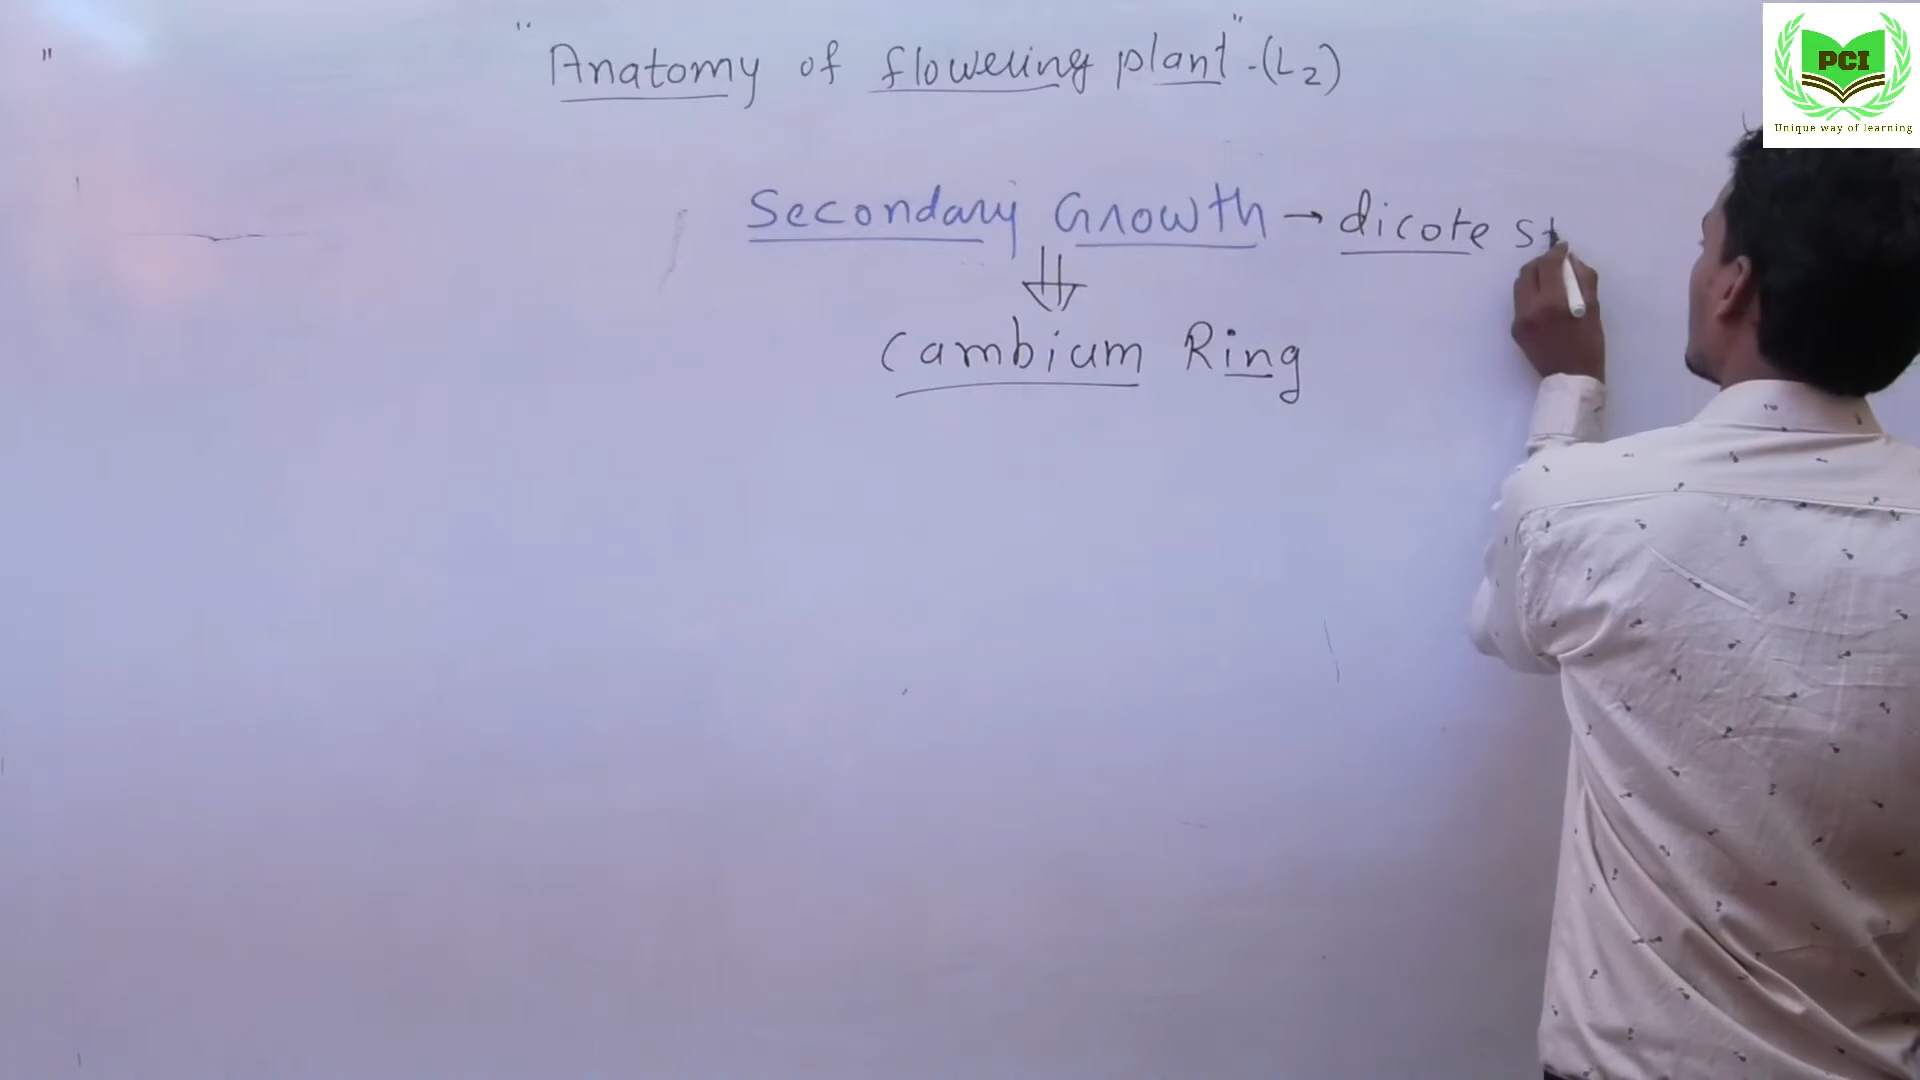 "Anatomy of flowering plant" -(L2)
Secondary Growth → dicote st
Cambium Ring
PCI
Unique way of learning